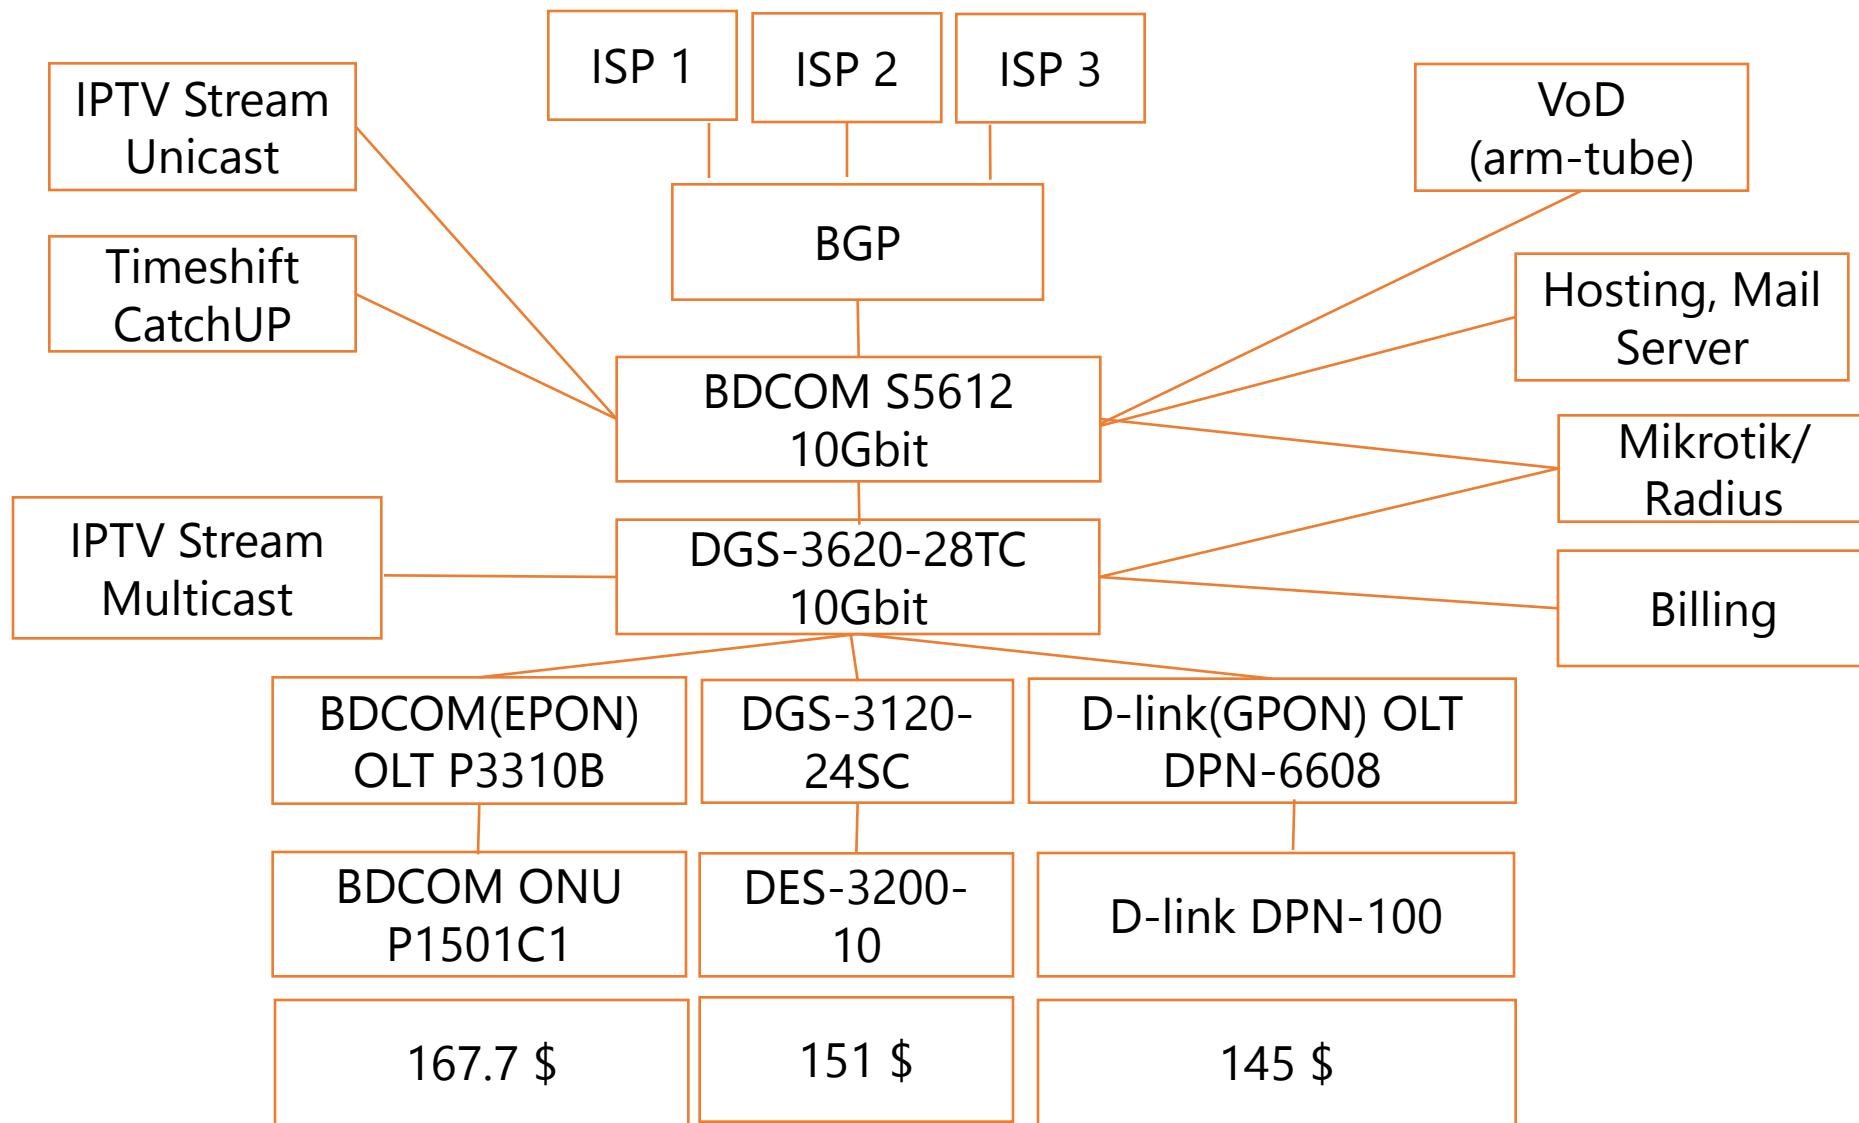 ISP 1
ISP 2
ISP 3
IPTV Stream
Unicast
VoD
(arm-tube)
BGP
Timeshift
CatchUP
Hosting, Mail
Server
BDCOM S5612
10Gbit
Mikrotik/
Radius
IPTV Stream
Multicast
DGS-3620-28TC
10Gbit
Billing
BDCOM(EPON)
OLT P3310B
DGS-3120-
24SC
D-link(GPON) OLT
DPN-6608
BDCOM ONU
P1501C1
DES-3200-
10
D-link DPN-100
167.7 $
151 $
145 $